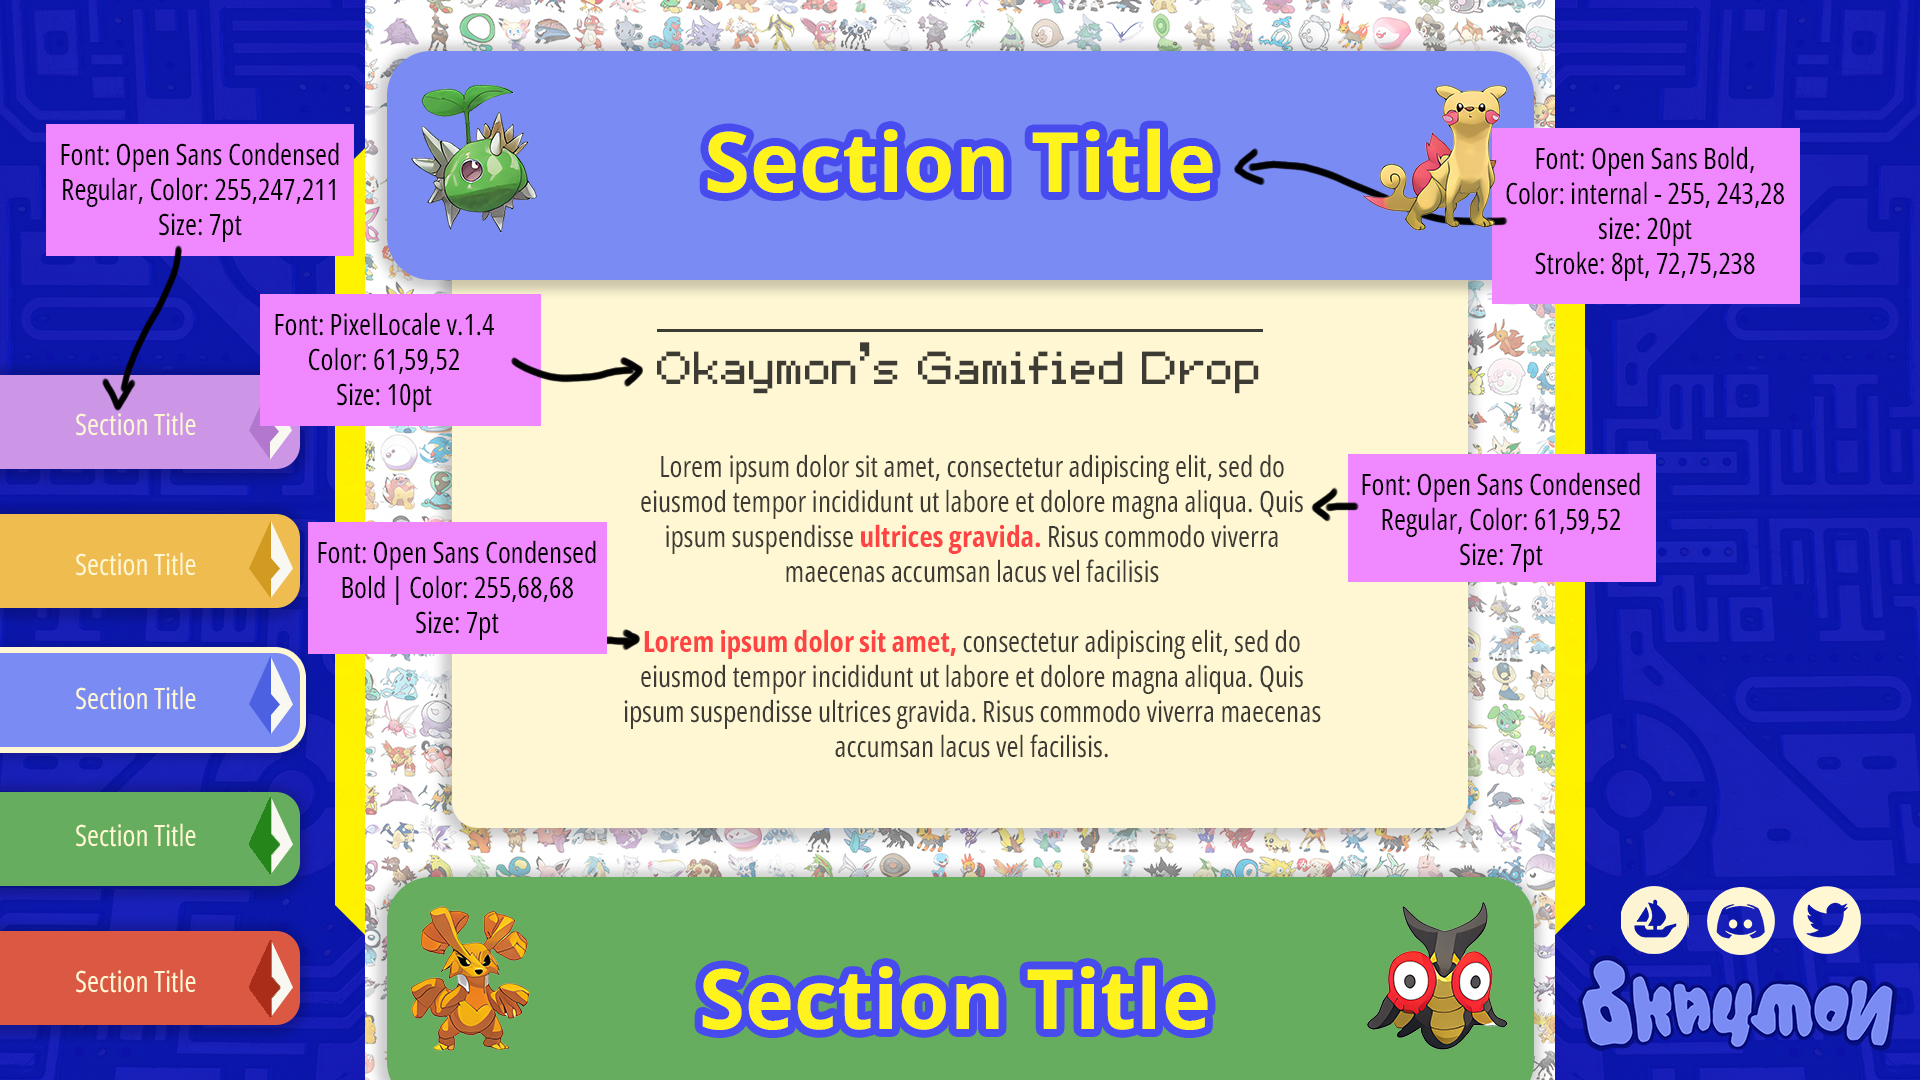 Section Title
Font: Open Sans Condensed
Regular, Color: 255,247,211
Size: 7pt
Font: Open Sans Bold,
Color: internal - 255, 243,28
size: 20pt
Stroke: 8pt, 72,75,238
Font: PixelLocale v.1.4
Color: 61,59,52
Size: 10pt
Okaymon's Gamified Drop
Section Title
Lorem ipsum dolor sit amet, consectetur adipiscing elit, sed do
eiusmod tempor incididunt ut labore et dolore magna aliqua. Quis
ipsum suspendisse ultrices gravida. Risus commodo viverra
maecenas accumsan lacus vel facilisis
Font: Open Sans Condensed
Regular, Color: 61,59,52
Size: 7pt
Section Title
Font: Open Sans Condensed
Bold | Color: 255,68,68
Size: 7pt
Lorem ipsum dolor sit amet, consectetur adipiscing elit, sed do
eiusmod tempor incididunt ut labore et dolore magna aliqua. Quis
ipsum suspendisse ultrices gravida. Risus commodo viverra maecenas
accumsan lacus vel facilisis.
Section Title
Section Title
Section Title
Section Title
Okaymon